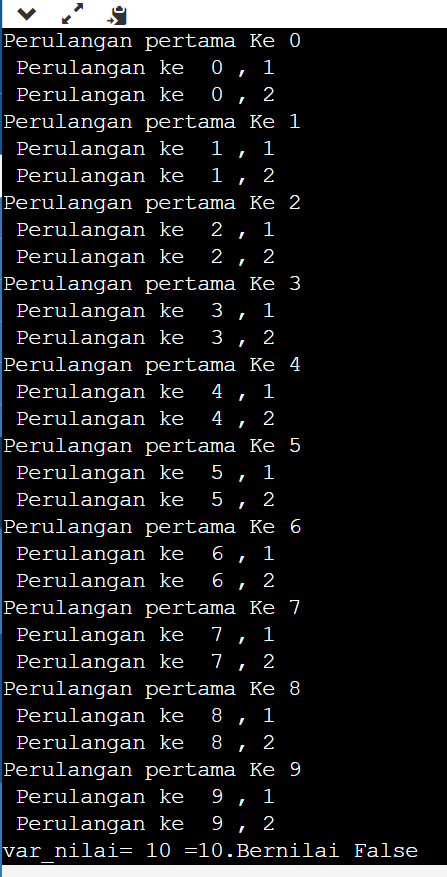 Perulangan pertama Ke 0
 Perulangan ke  0 , 1
 Perulangan ke  0 , 2
Perulangan pertama Ke 1
 Perulangan ke  1 , 1
 Perulangan ke  1 , 2
Perulangan pertama Ke 2
 Perulangan ke  2 , 1
 Perulangan ke  2 , 2
Perulangan pertama Ke 3
 Perulangan ke  3 , 1
 Perulangan ke  3 , 2
Perulangan pertama Ke 4
 Perulangan ke  4 , 1
 Perulangan ke  4 , 2
Perulangan pertama Ke 5
 Perulangan ke  5 , 1
 Perulangan ke  5 , 2
Perulangan pertama Ke 6
 Perulangan ke  6 , 1
 Perulangan ke  6 , 2
Perulangan pertama Ke 7
 Perulangan ke  7 , 1
 Perulangan ke  7 , 2
Perulangan pertama Ke 8
 Perulangan ke  8 , 1
 Perulangan ke  8 , 2
Perulangan pertama Ke 9
 Perulangan ke  9 , 1
 Perulangan ke  9 , 2
var_nilai= 10 =10.Bernilai False